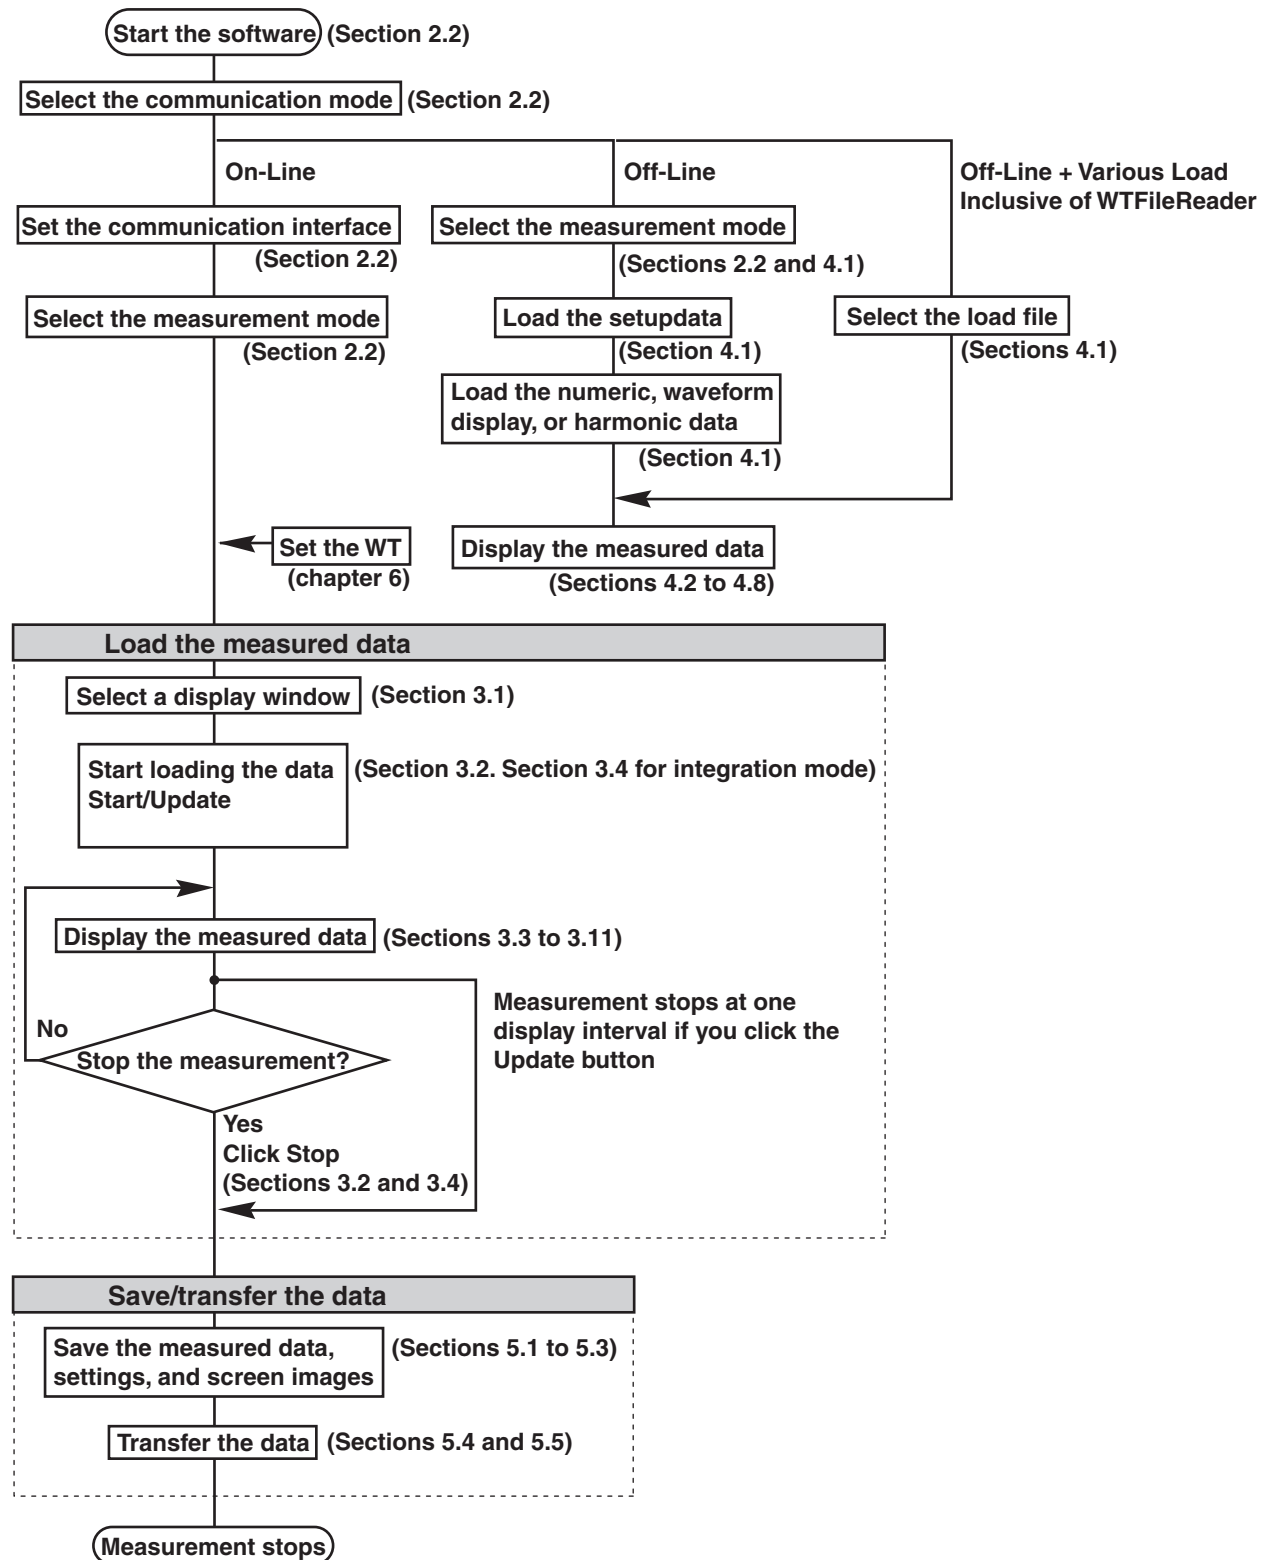 Start the software (Section 2.2)
Select the communication mode (Section 2.2)
On-Line
Off-Line
Off-Line + Various Load
Inclusive of WTFileReader
Set the communication interface
(Section 2.2)
Select the measurement mode
(Sections 2.2 and 4.1)
Select the measurement mode
(Section 2.2)
Load the setupdata
(Section 4.1)
Select the load file
(Sections 4.1)
Load the numeric, waveform
display, or harmonic data
(Section 4.1)
Set the WT
(chapter 6)
Display the measured data
(Sections 4.2 to 4.8)
Load the measured data
Select a display window (Section 3.1)
Start loading the data (Section 3.2. Section 3.4 for integration mode)
Start/Update
Display the measured data (Sections 3.3 to 3.11)
Measurement stops at one
display interval if you click the
Update button
No
Stop the measurement?
Yes
Click Stop
(Sections 3.2 and 3.4)
Save/transfer the data
Save the measured data, (Sections 5.1 to 5.3)
settings, and screen images
Transfer the data (Sections 5.4 and 5.5)
Measurement stops